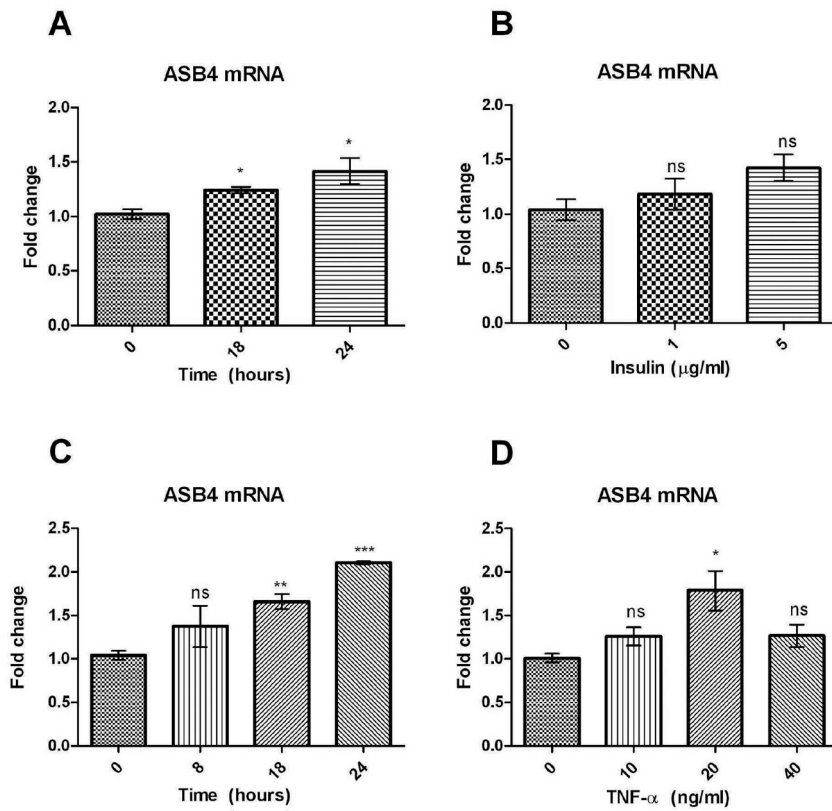 A
ASB4 mRNA
Fold change
2.0
1.5
1.0
0.5
0.0
*
*
0
18
24
Time (hours)
B
ASB4 mRNA
Fold change
2.0
1.5
1.0
0.5
0.0
ns
ns
0
1
5
Insulin (μg/ml)
C
ASB4 mRNA
Fold change
2.5
2.0
1.5
1.0
0.5
0.0
ns
**
***
0
8
18
24
Time (hours)
D
ASB4 mRNA
Fold change
2.5
2.0
1.5
1.0
0.5
0.0
ns
*
ns
0
10
20
40
TNF-α (ng/ml)